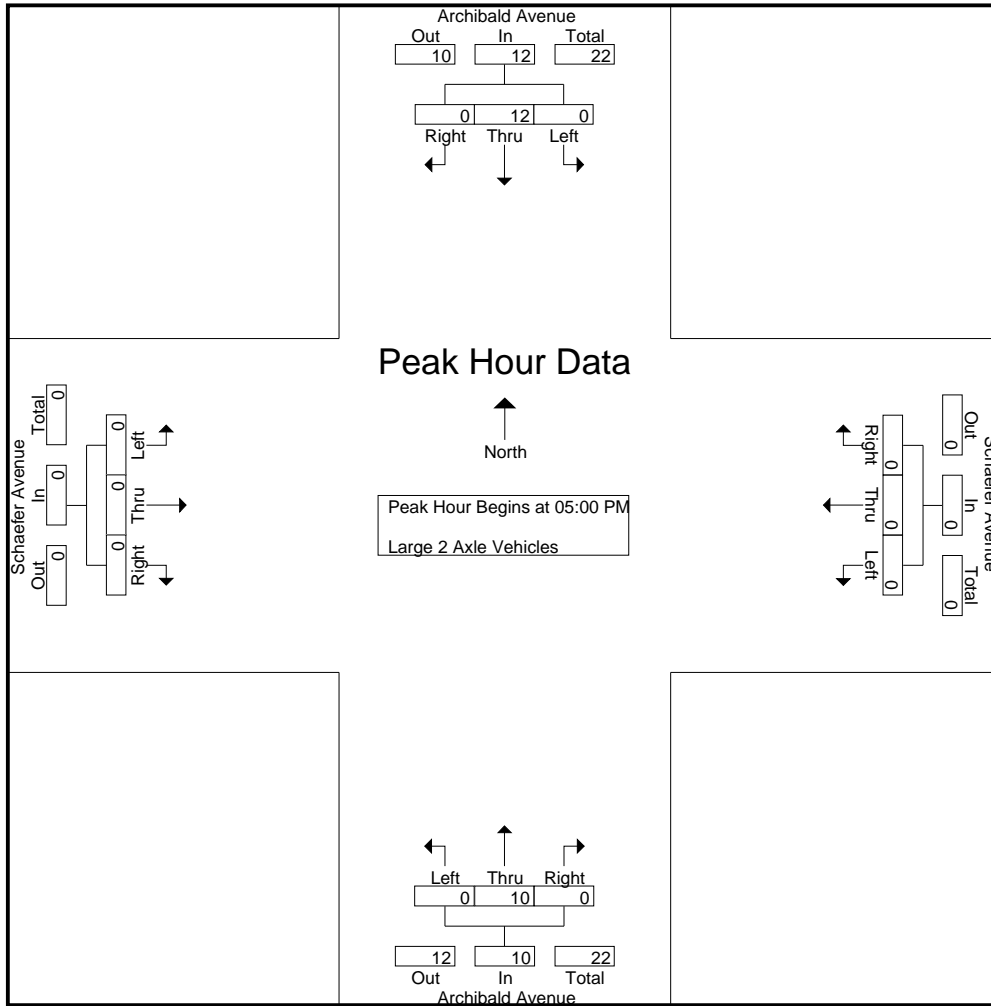 Archibald Avenue
Out In Total
10 12 22
0 12 0
Right Thru Left
Peak Hour Data
North
Peak Hour Begins at 05:00 PM
Large 2 Axle Vehicles
Schaefer Avenue
Total In Out
0 0 0
0 0 0
Left Thru Right
Schaefer Avenue
Out In Total
0 0 0
0 0 0
Right Thru Left
Left Thru Right
0 10 0
12 10 22
Out In Total
Archibald Avenue